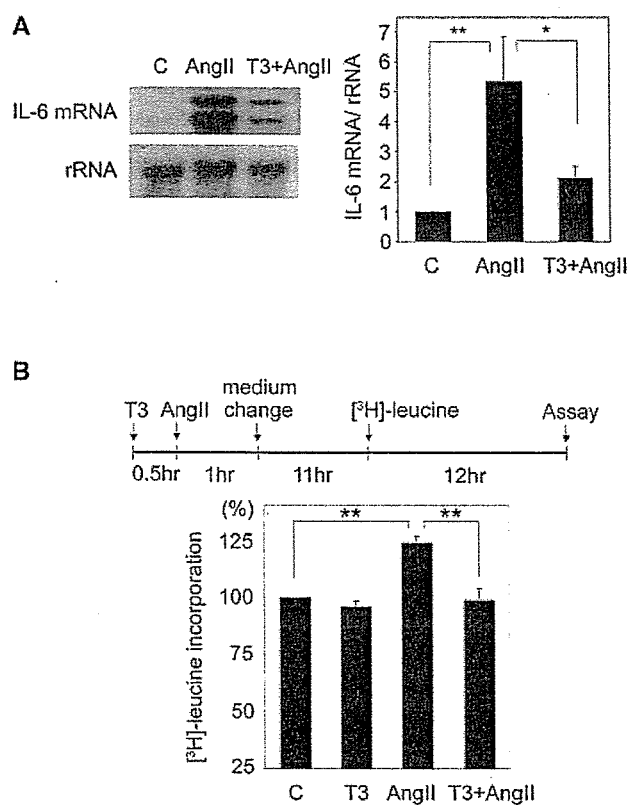 A
C AngII T3+AngII
IL-6 mRNA
rRNA
IL-6 mRNA/ rRNA
7
6
5
4
3
2
1
0
** *
C AngII T3+AngII
B
T3 AngII medium change [³H]-leucine Assay
0.5hr 1hr 11hr 12hr
(%)
[³H]-leucine incorporation
125
100
75
50
25
** **
C T3 AngII T3+AngII